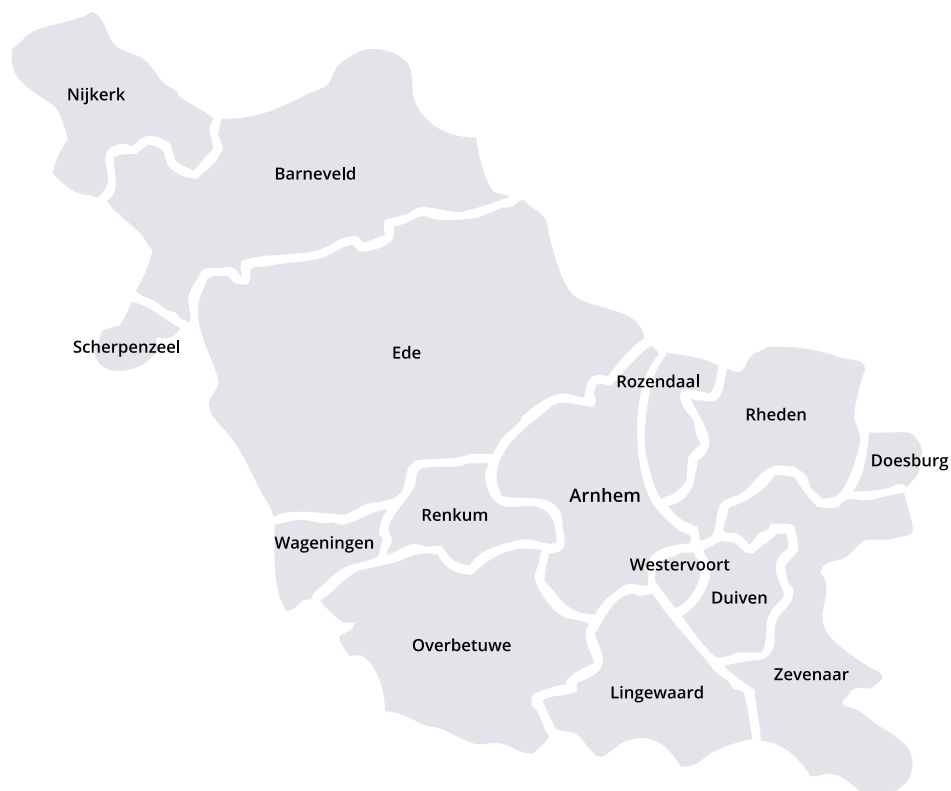 Nijkerk
Barneveld
Scherpenzeel
Ede
Rozendaal
Rheden
Doesburg
Arnhem
Renkum
Wageningen
Westervoort
Duiven
Overbetuwe
Zevenaar
Lingewaard